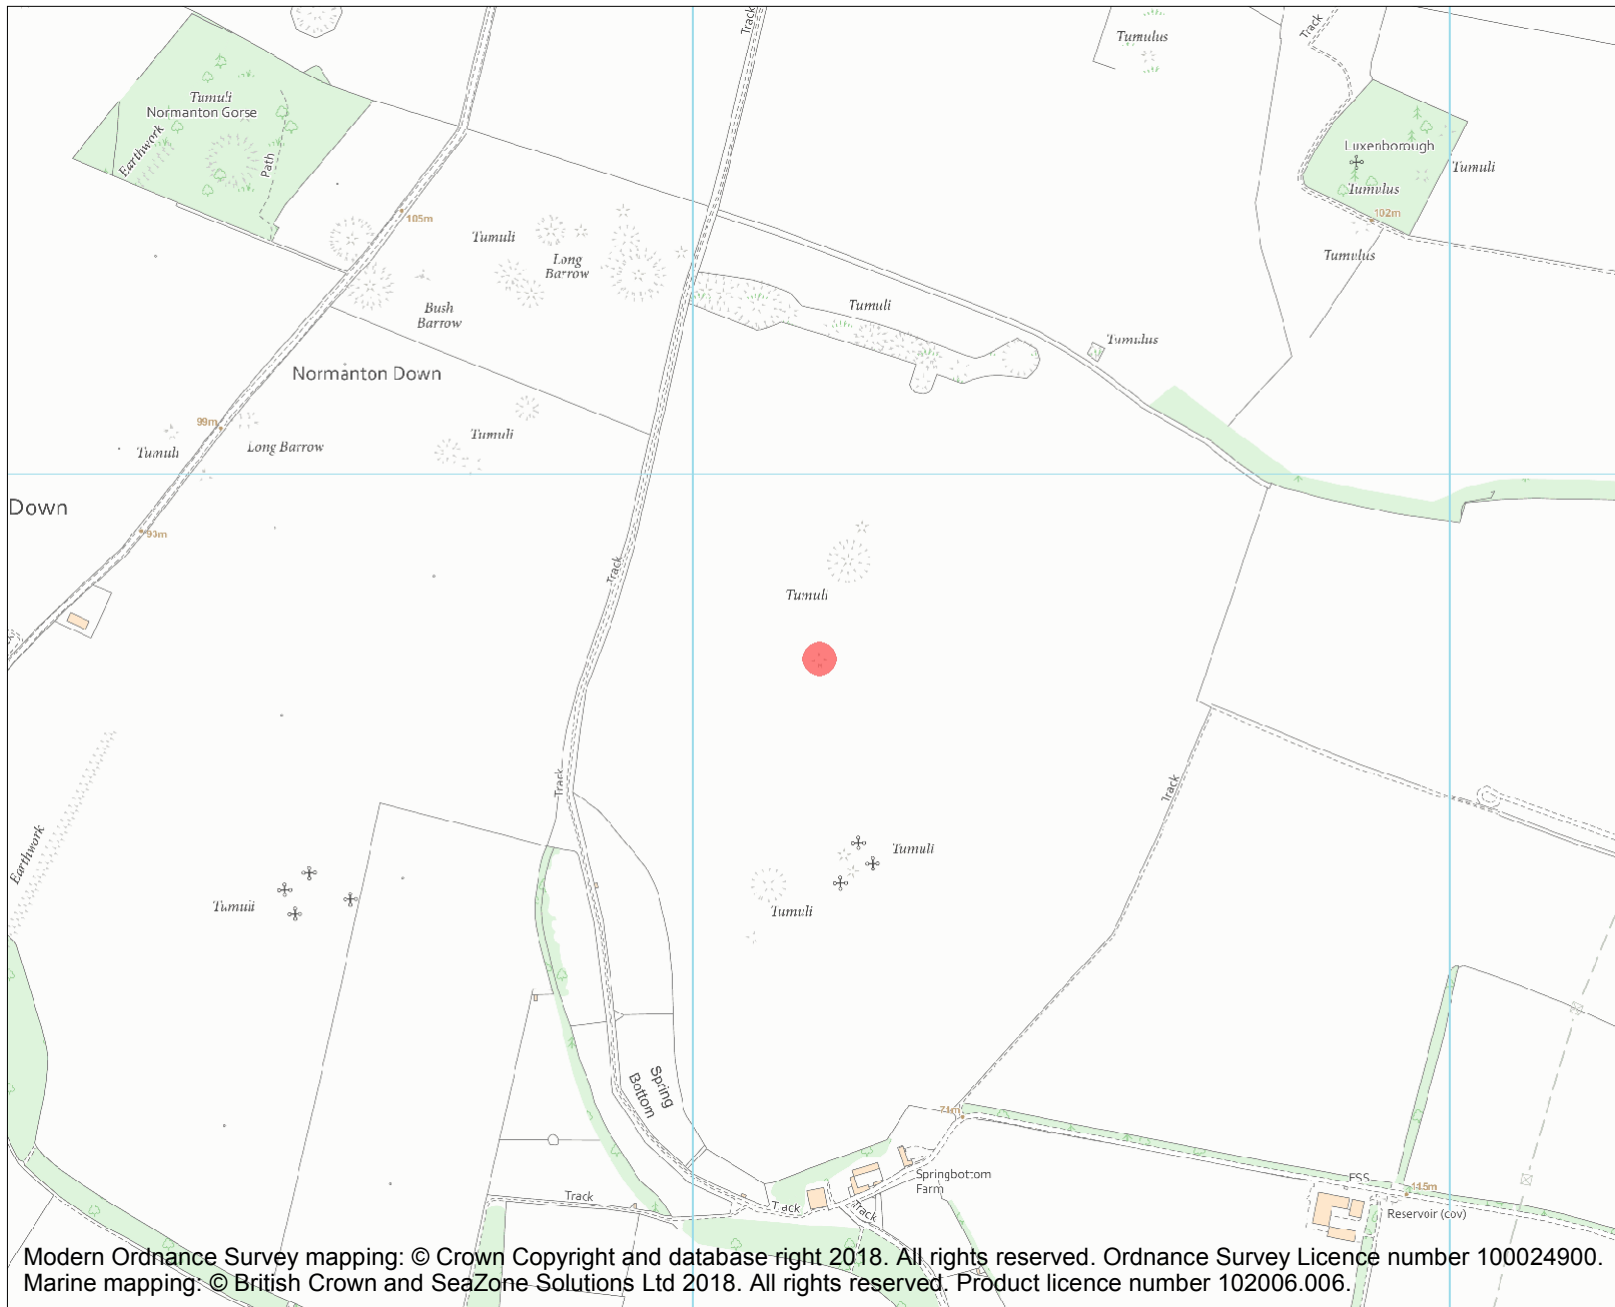 Track
Tumulus
Track
Tumuli
Normanton Gorse
Earthwork
Path
Luxenborough
Tumulus
Tumuli
102m
Tumulus
105m
Tumuli
Long
Barrow
Bush
Barrow
Tumuli
Tumulus
Normanton Down
99m
Tumuli
Long Barrow
Tumuli
Down
90m
Track
Tumuli
Track
Track
Earthwork
Tumuli
Tumuli
Tumuli
Spring
Bottom
Springbottom
Farm
Track
Track
Track
115m
Reservoir (cov)
Modern Ordnance Survey mapping: © Crown Copyright and database right 2018. All rights reserved. Ordnance Survey Licence number 100024900.
Marine mapping: © British Crown and SeaZone Solutions Ltd 2018. All rights reserved. Product licence number 102006.006.